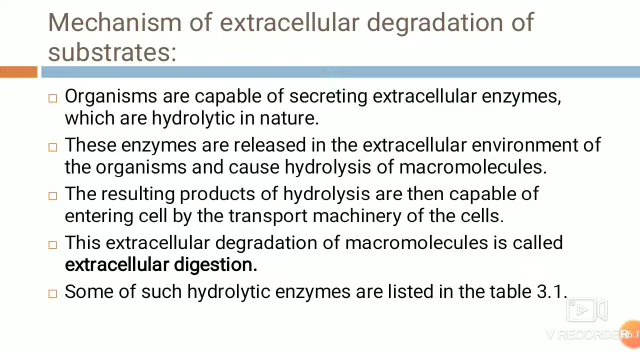 Mechanism of extracellular degradation of
substrates:
Organisms are capable of secreting extracellular enzymes,
which are hydrolytic in nature.
These enzymes are released in the extracellular environment of
the organisms and cause hydrolysis of macromolecules.
The resulting products of hydrolysis are then capable of
entering cell by the transport machinery of the cells.
This extracellular degradation of macromolecules is called
extracellular digestion.
Some of such hydrolytic enzymes are listed in the table 3.1.
V RECORDER